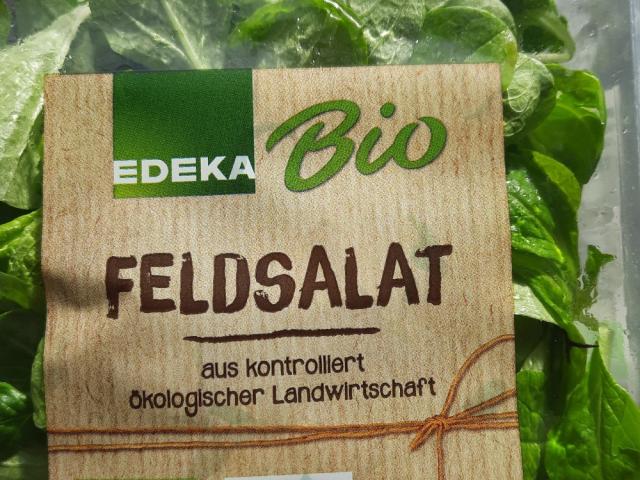 EDEKA Bio
FELDSALAT
aus kontrolliert
ökologischer Landwirtschaft